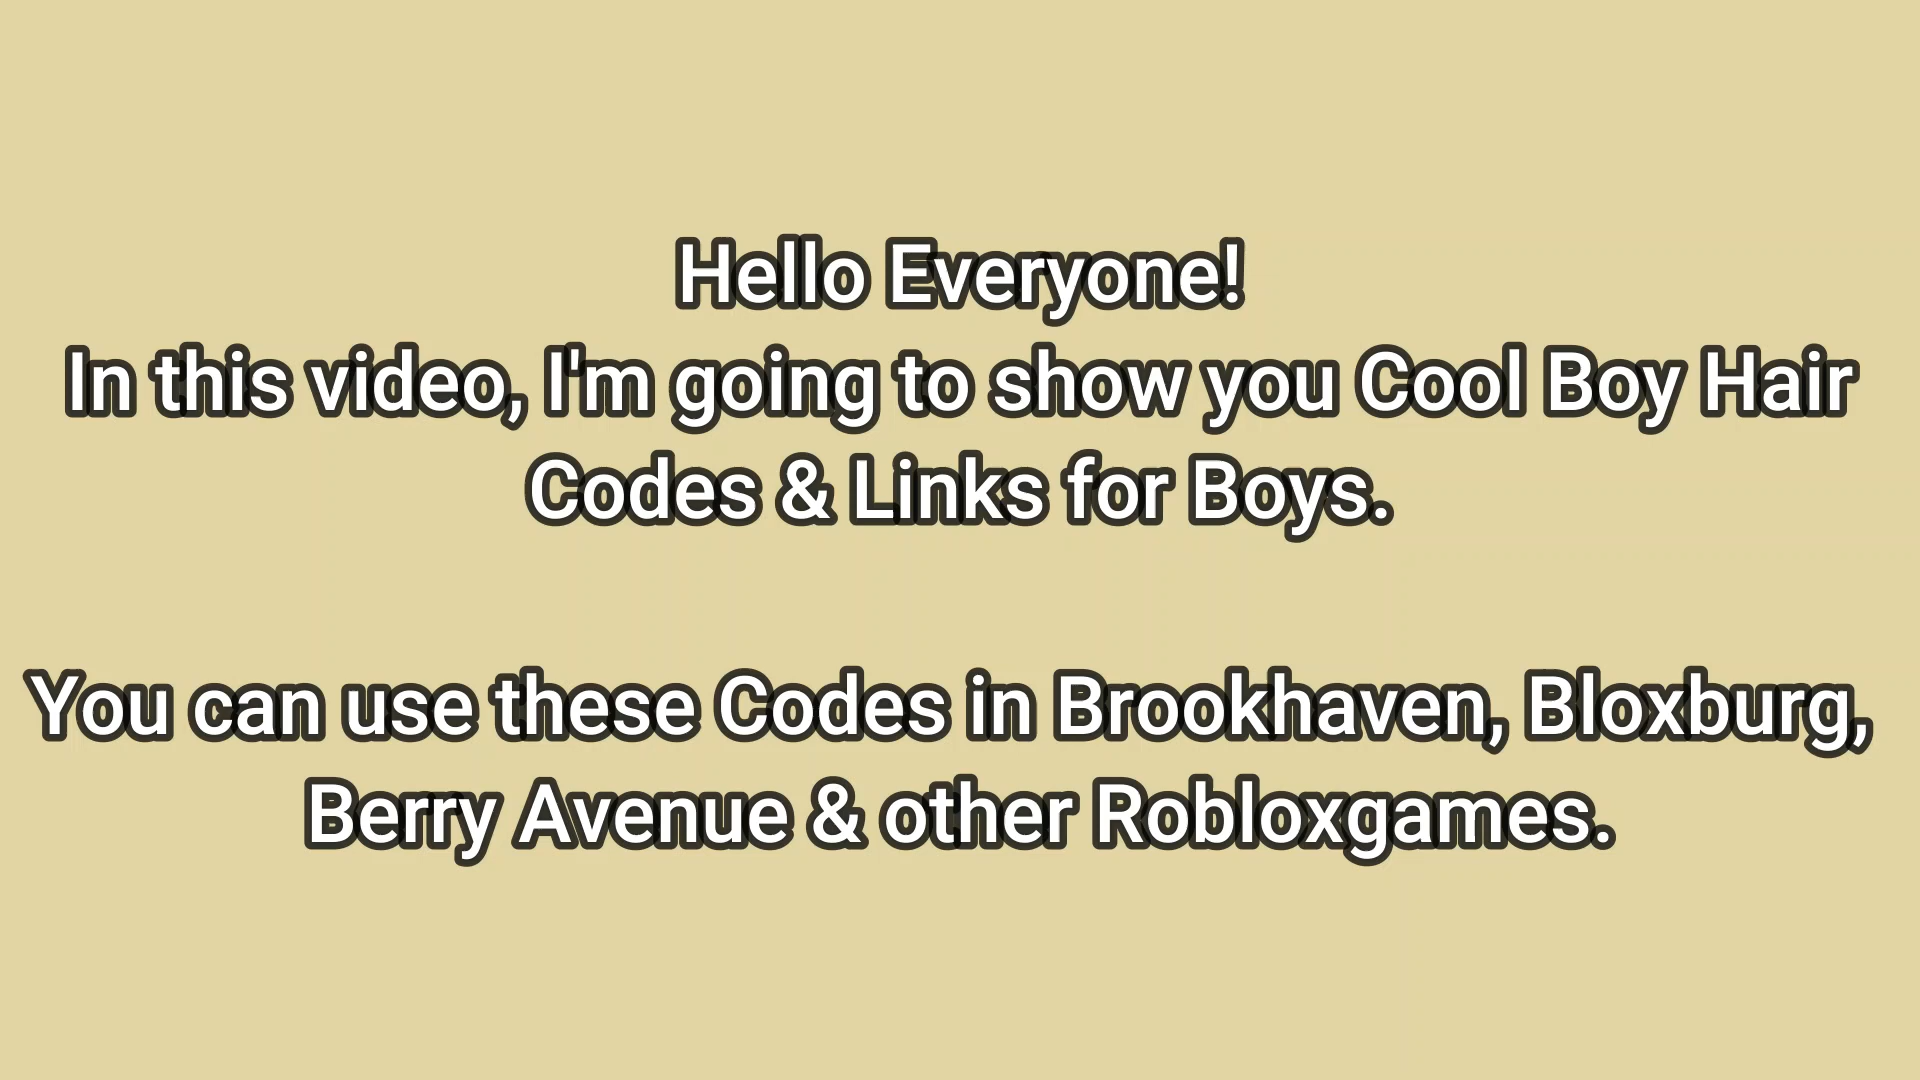 Hello Everyone!
In this video, I'm going to show you Cool Boy Hair
Codes & Links for Boys.
You can use these Codes in Brookhaven, Bloxburg,
Berry Avenue & other Robloxgames.